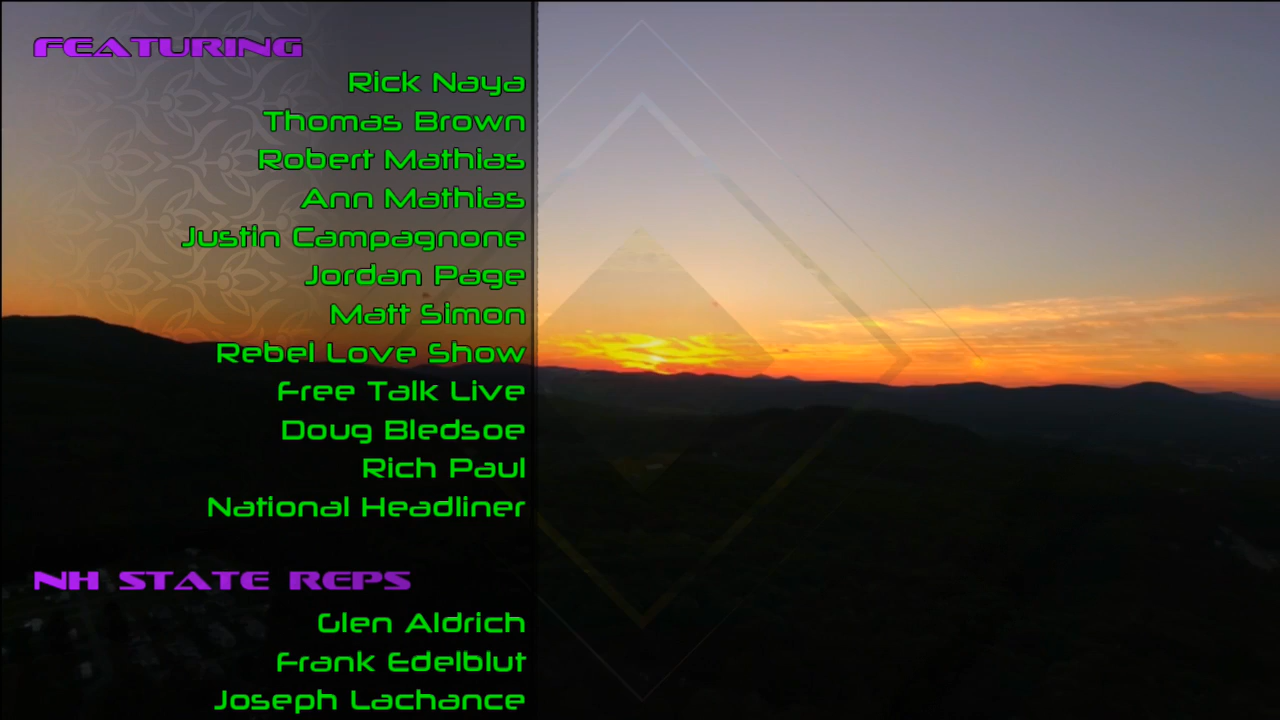 FEATURING
Rick Naya
Thomas Brown
Robert Mathias
Ann Mathias
Justin Campagnone
Jordan Page
Matt Simon
Rebel Love Show
Free Talk Live
Doug Bledsoe
Rich Paul
National Headliner
NH STATE REPS
Glen Aldrich
Frank Edelblut
Joseph Lachance